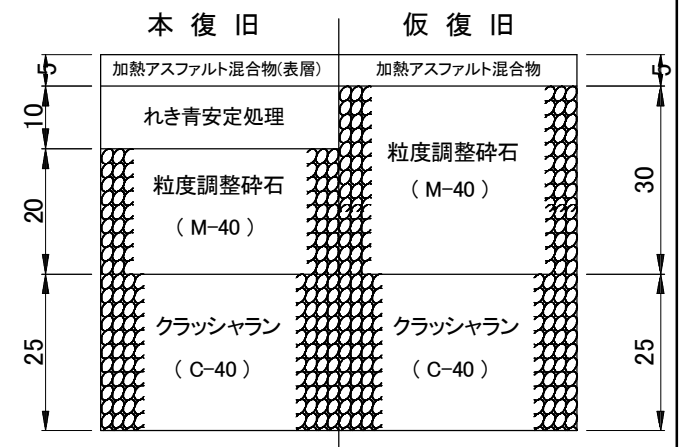 本復旧
仮復旧
5
加熱アスファルト混合物(表層)
加熱アスファルト混合物
5
10
れき青安定処理
20
粒度調整砕石
(M-40)
粒度調整砕石
(M-40)
30
25
クラッシャラン
(C-40)
クラッシャラン
(C-40)
25